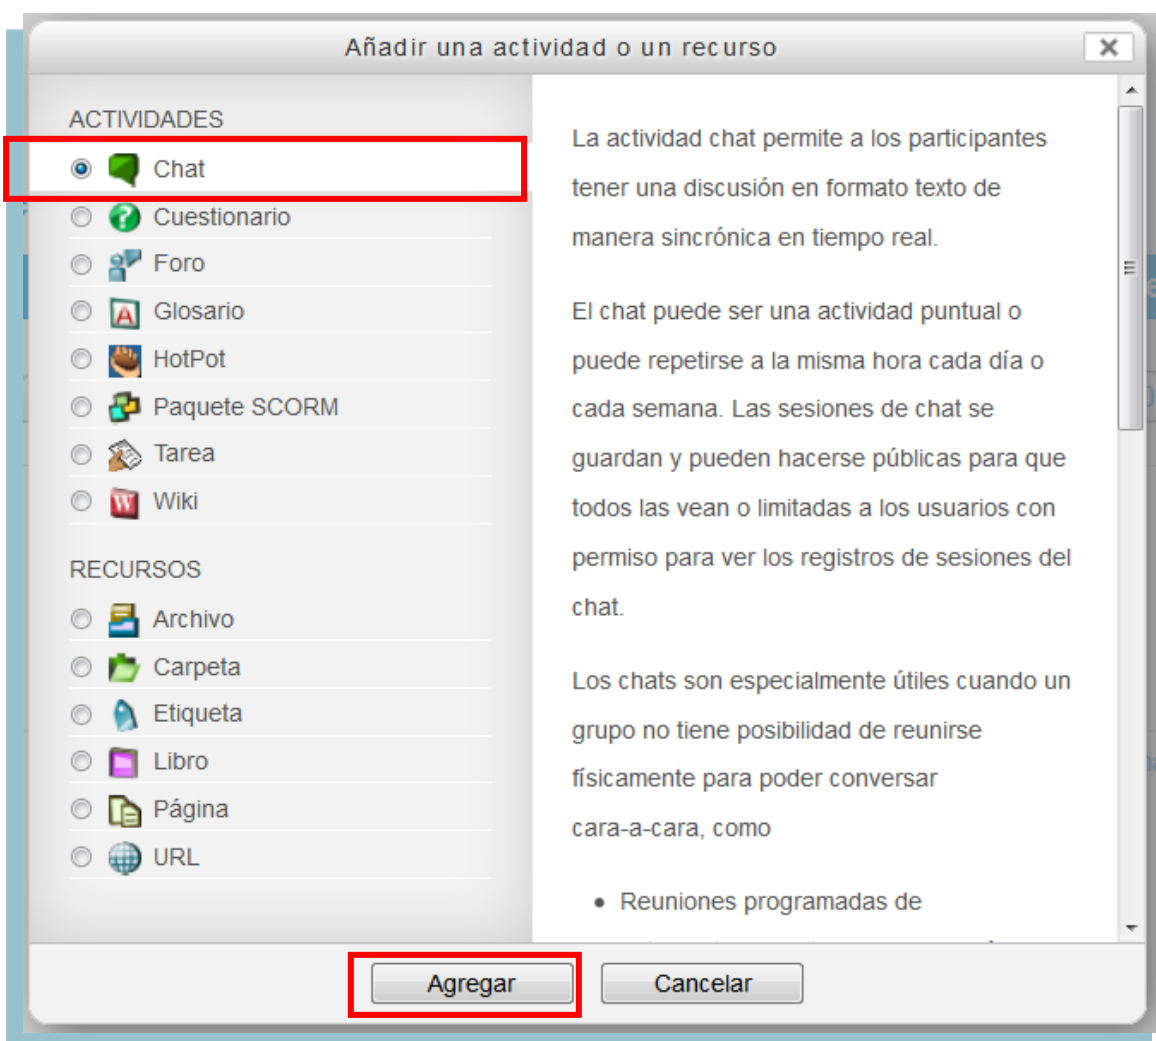 Añadir una actividad o un recurso
ACTIVIDADES
Chat
Cuestionario
Foro
Glosario
HotPot
Paquete SCORM
Tarea
Wiki
RECURSOS
Archivo
Carpeta
Etiqueta
Libro
Página
URL
La actividad chat permite a los participantes
tener una discusión en formato texto de
manera sincrónica en tiempo real.
El chat puede ser una actividad puntual o
puede repetirse a la misma hora cada día o
cada semana. Las sesiones de chat se
guardan y pueden hacerse públicas para que
todos las vean o limitadas a los usuarios con
permiso para ver los registros de sesiones del
chat.
Los chats son especialmente útiles cuando un
grupo no tiene posibilidad de reunirse
físicamente para poder conversar
cara-a-cara, como
• Reuniones programadas de
Agregar
Cancelar